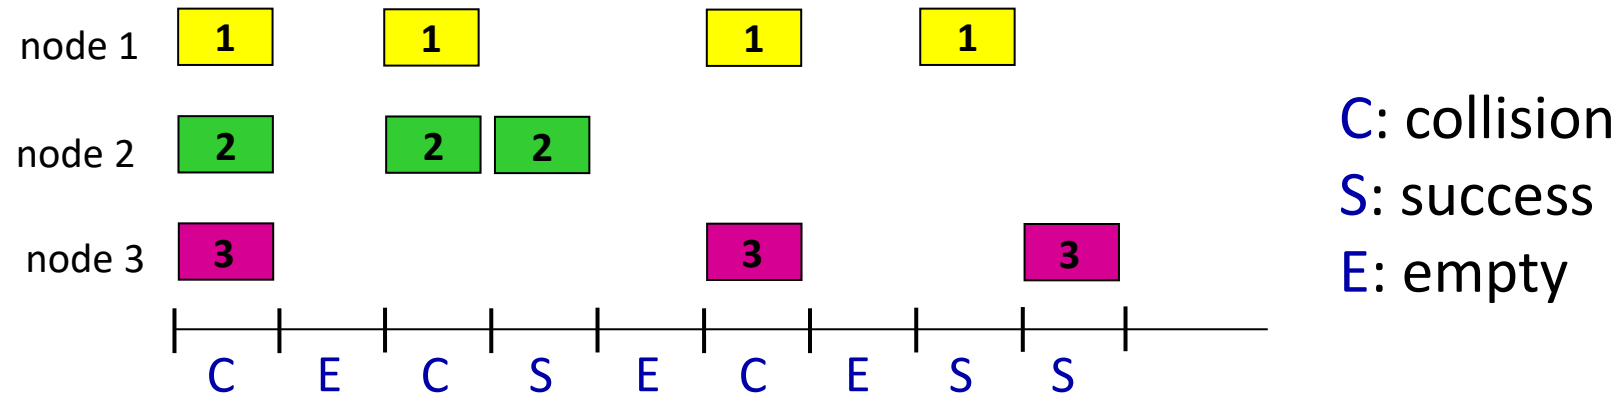 node 1 1 1 1 1
node 2 2 2 2
node 3 3 3 3
C E C S E C E S S
C: collision
S: success
E: empty